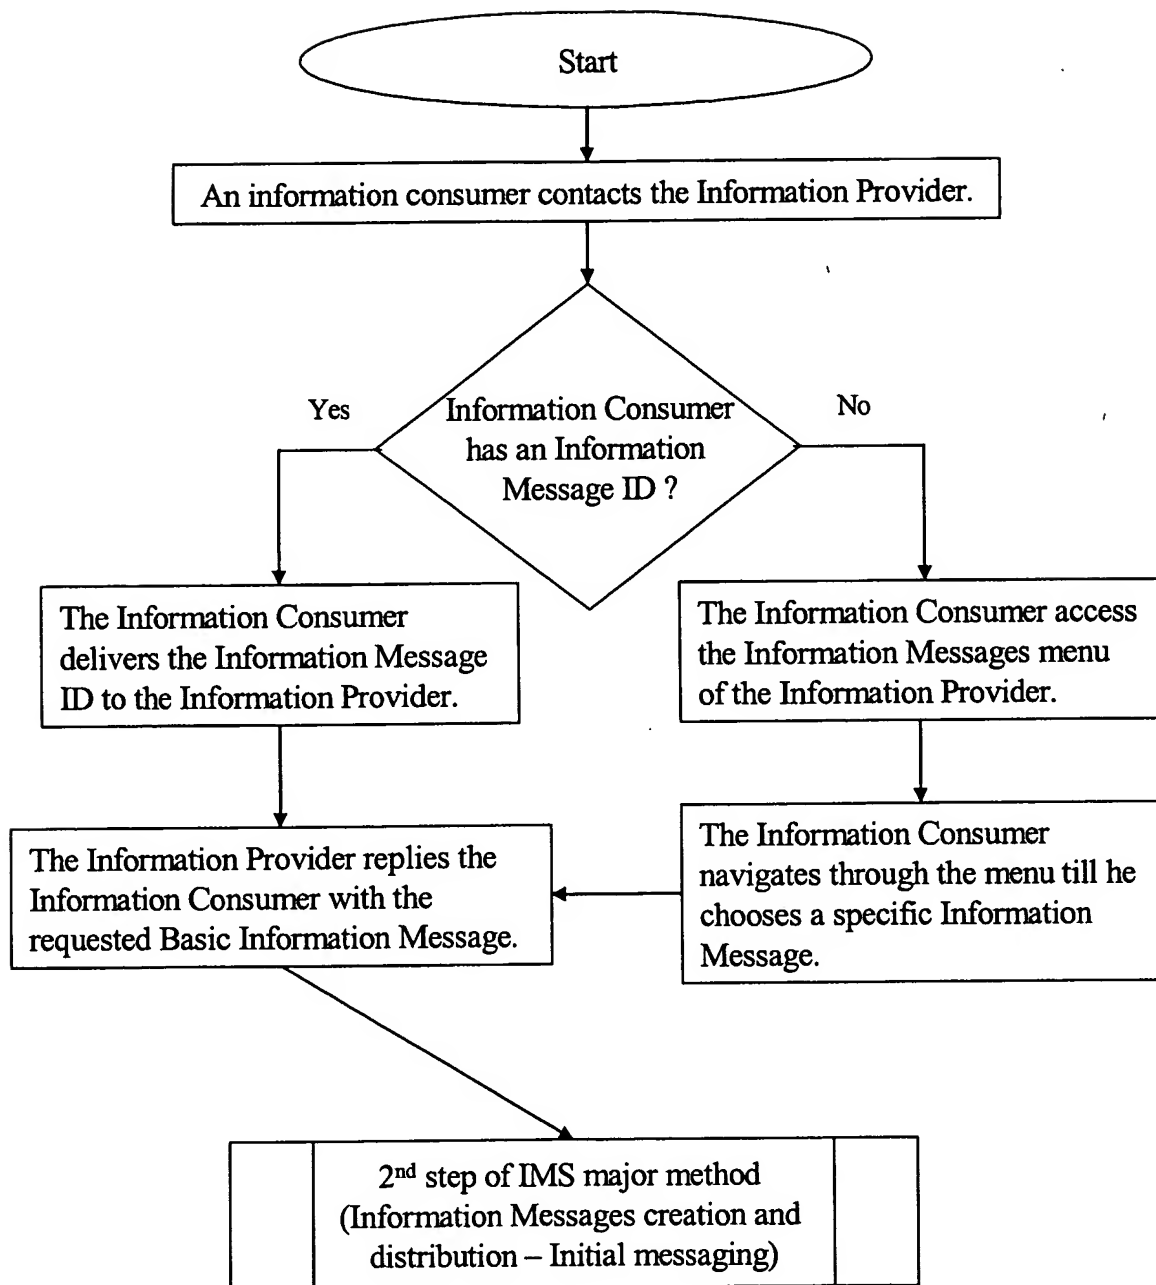 Start
An information consumer contacts the Information Provider.
Yes
Information Consumer
has an Information
Message ID ?
No
The Information Consumer
delivers the Information Message
ID to the Information Provider.
The Information Consumer access
the Information Messages menu
of the Information Provider.
The Information Provider replies the
Information Consumer with the
requested Basic Information Message.
The Information Consumer
navigates through the menu till he
chooses a specific Information
Message.
2nd step of IMS major method
(Information Messages creation and
distribution – Initial messaging)